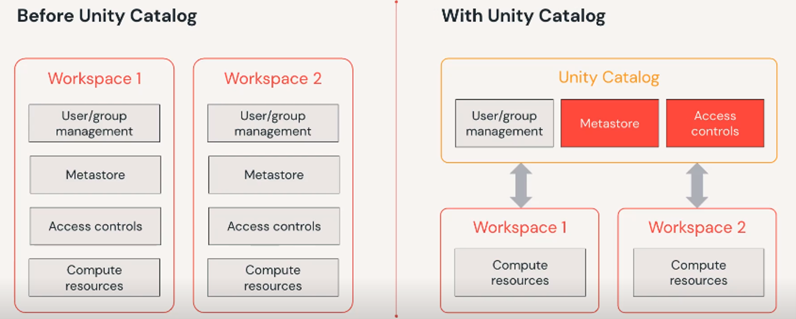 Before Unity Catalog
Workspace 1
User/group
management
Metastore
Access controls
Compute
resources
Workspace 2
User/group
management
Metastore
Access controls
Compute
resources
With Unity Catalog
Unity Catalog
User/group
management
Metastore
Access
controls
Workspace 1
Compute
resources
Workspace 2
Compute
resources